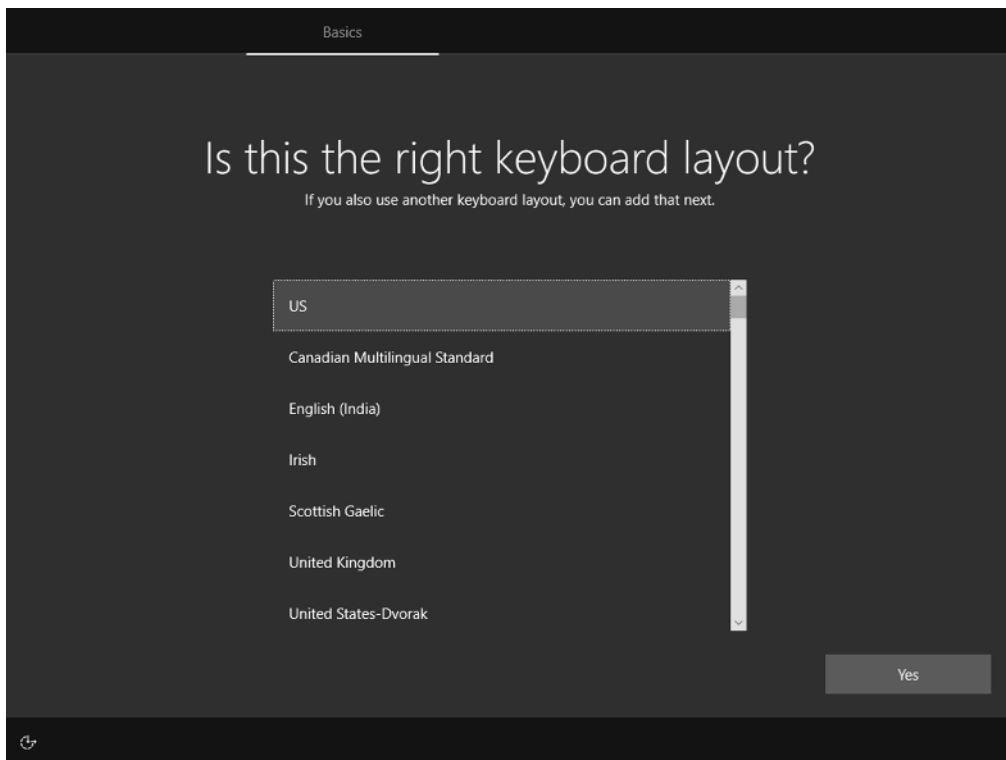 Basics
Is this the right keyboard layout?
If you also use another keyboard layout, you can add that next.
US
Canadian Multilingual Standard
English (India)
Irish
Scottish Gaelic
United Kingdom
United States-Dvorak
Yes